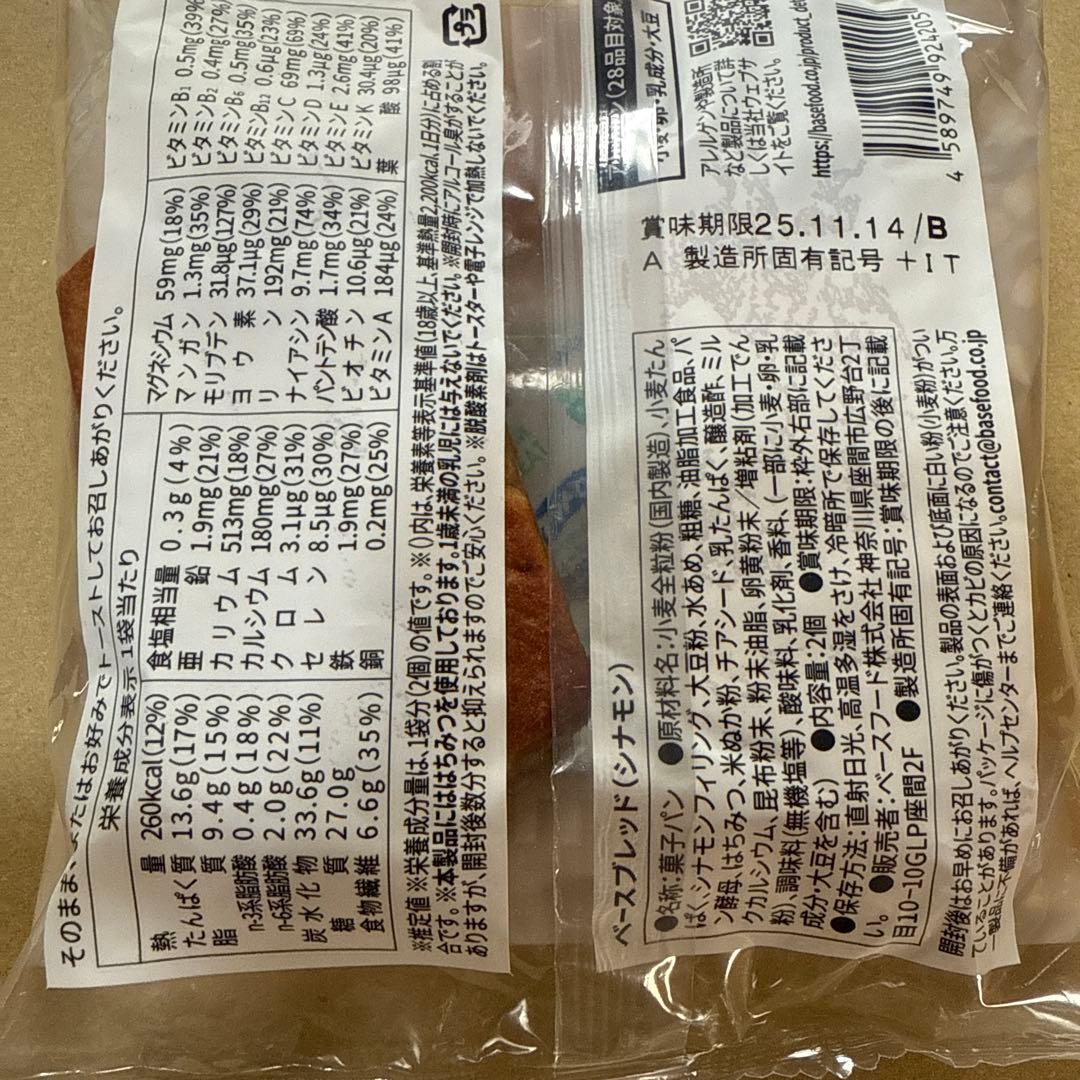 そのまま、またはお好みでトーストしてお召しあがりください。
栄養成分表示 1袋当たり
熱量 260kcal(12%)
たんぱく質 13.6g(17%)
脂質 9.4g(15%)
n-3系脂肪酸 0.4g(18%)
n-6系脂肪酸 2.0g(22%)
炭水化物 33.6g(11%)
糖質 27.0g
食物繊維 6.6g(35%)
食塩相当量 0.3g(4%)
亜鉛 1.9mg(21%)
カリウム 513mg(18%)
カルシウム 180mg(27%)
クロム 3.1μg(31%)
セレン 8.5μg(30%)
鉄 1.9mg(27%)
銅 0.2mg(25%)
マグネシウム 59mg(18%)
マンガン 1.3mg(35%)
モリブデン 31.8μg(127%)
ヨウ素 37.1μg(29%)
リン 192mg(21%)
ナイアシン 9.7mg(74%)
パントテン酸 1.7mg(34%)
ビオチン 10.6μg(21%)
ビタミンA 184μg(24%)
ビタミンB₁ 0.5mg(39%
ビタミンB₂ 0.4mg(27%)
ビタミンB₆ 0.5mg(35%)
ビタミンB₁₂ 0.6μg(23%)
ビタミンC 69mg(69%)
ビタミンD 1.3μg(24%)
ビタミンE 2.6mg(41%)
ビタミンK 30.4μg(20%)
葉酸 98μg(41%)
※推定値 ※栄養成分量は、1袋分(2個)の値です。※()内は、栄養素等表示基準値(18歳以上、基準熱量2,200kcal、1日分)に占める割
合です。※本製品にははちみつを使用しております。1歳未満の乳児には与えないでください。※開封時にアルコール臭がすることが
ありますが、開封後数分すると抑えられますのでご安心ください。※脱酸素剤はトースターや電子レンジで加熱しないでください。
プラ
ベースブレッド(シナモン)
●名称:菓子パン ●原材料名:小麦全粒粉(国内製造)、小麦たん
ぱく、シナモンフィリング、大豆粉、水あめ、粗糖、油脂加工食品、パ
ン酵母、はちみつ、米ぬか粉、チアシード、乳たんぱく、醸造酢、ミル
クカルシウム、昆布粉末、粉末油脂、卵黄粉末/増粘剤(加工でん
粉)、調味料(無機塩等)、酸味料、乳化剤、香料、(一部に小麦・卵・乳
成分・大豆を含む) ●内容量:2個 ●賞味期限:枠外右部に記載
●保存方法:直射日光、高温多湿をさけ、冷暗所で保存してくださ
い。 ●販売者:ベースフード株式会社 神奈川県座間市広野台2丁
目10-10GLP座間2F ●製造所固有記号:賞味期限の後に記載
開封後はお早めにお召しあがりください。製品の表面および底面に白い粉(小麦粉)がつい
ていることがあります。パッケージに傷がつくとカビの原因になるのでご注意ください。万
一製品に不備があれば、ヘルプセンターまでご連絡ください。contact@basefood.co.jp
賞味期限25.11.14/B
A 製造所固有記号 +IT
(28品目対象
小麦・卵・乳成分・大豆
アレルゲンや製造所
など製品について詳
しくは当社ウェブサ
イトをご覧ください。
https://basefood.co.jp/product_det
4 589749 924205